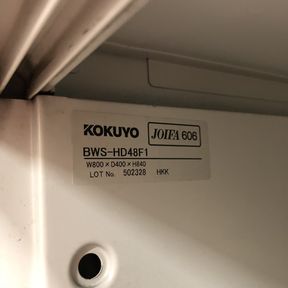 KOKUYO JOIFA 606
BWS-HD48F1
W800×D400×H840
LOT No. 502328 HKK